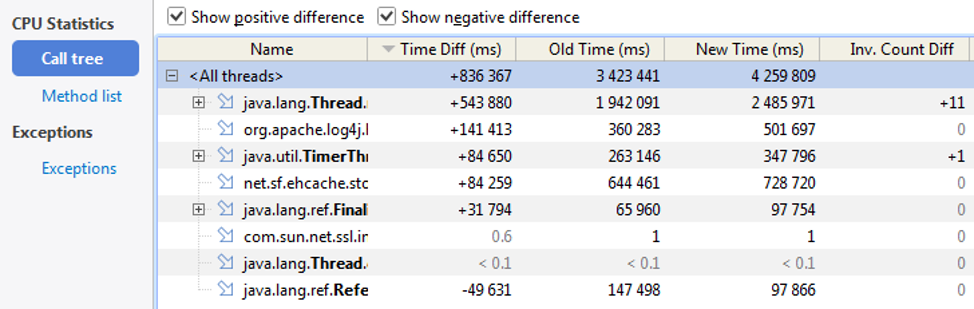 CPU Statistics
Call tree
Method list
Exceptions
Exceptions
Show positive difference Show negative difference
Name Time Diff (ms) Old Time (ms) New Time (ms) Inv. Count Diff
<All threads> +836 367 3 423 441 4 259 809
java.lang.Thread. +543 880 1 942 091 2 485 971 +11
org.apache.log4j. +141 413 360 283 501 697 0
java.util.TimerThr +84 650 263 146 347 796 +1
net.sf.ehcache.sto +84 259 644 461 728 720 0
java.lang.ref.Finali +31 794 65 960 97 754 0
com.sun.net.ssl.in 0.6 1 1 0
java.lang.Thread. < 0.1 < 0.1 < 0.1 0
java.lang.ref.Refe -49 631 147 498 97 866 0